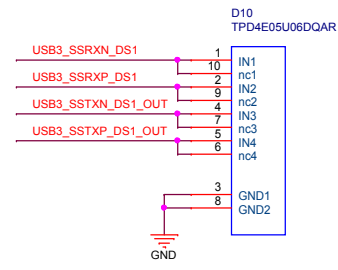 D10
TPD4E05U06DQAR
USB3_SSRXN_DS1 1 IN1
10 nc1
USB3_SSRXP_DS1 2 IN2
9 nc2
USB3_SSTXN_DS1_OUT 4 IN3
7 nc3
USB3_SSTXP_DS1_OUT 5 IN4
6 nc4
3 GND1
8 GND2
GND